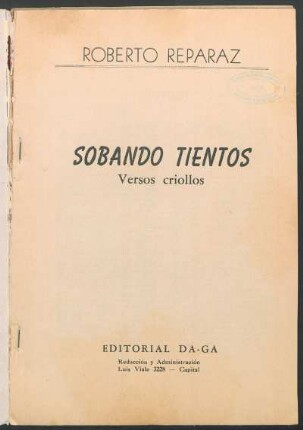 ROBERTO REPARAZ
SOBANDO TIENTOS
Versos criollos
EDITORIAL DA-GA
Redacción y Administración
Luis Viale 2228 — Capital